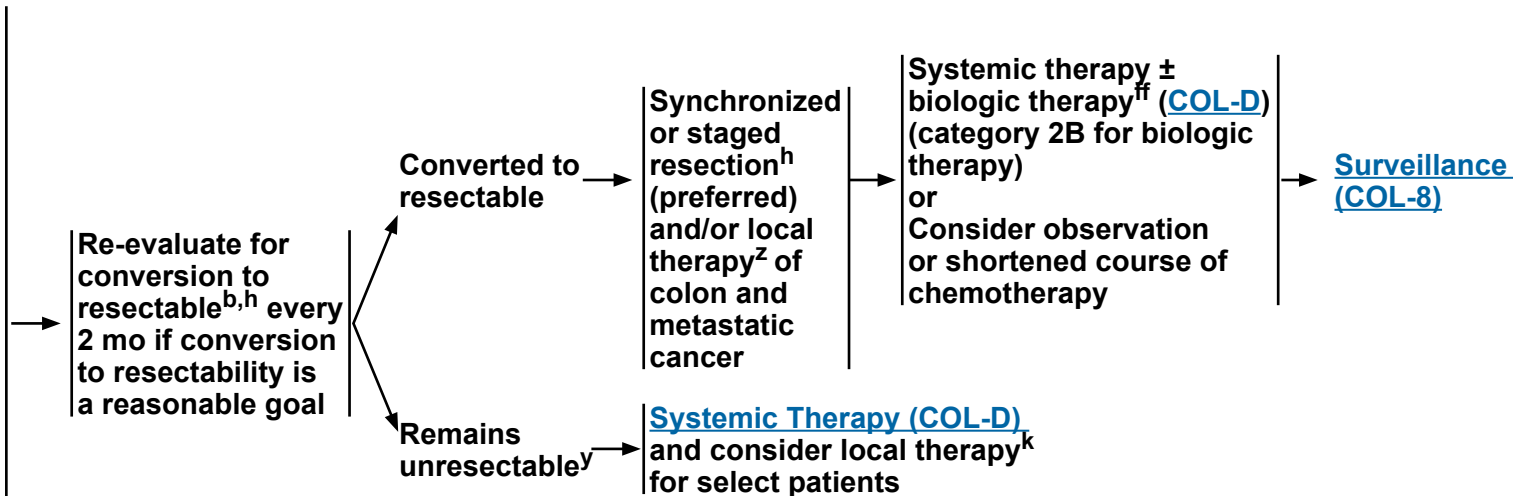 Re-evaluate for
conversion to
resectable^b,h every
2 mo if conversion
to resectability is
a reasonable goal
Converted to
resectable
Synchronized
or staged
resection^h
(preferred)
and/or local
therapy^z of
colon and
metastatic
cancer
Systemic therapy ±
biologic therapy^ff (COL-D)
(category 2B for biologic
therapy)
or
Consider observation
or shortened course of
chemotherapy
Surveillance
(COL-8)
Remains
unresectable^y
Systemic Therapy (COL-D)
and consider local therapy^k
for select patients